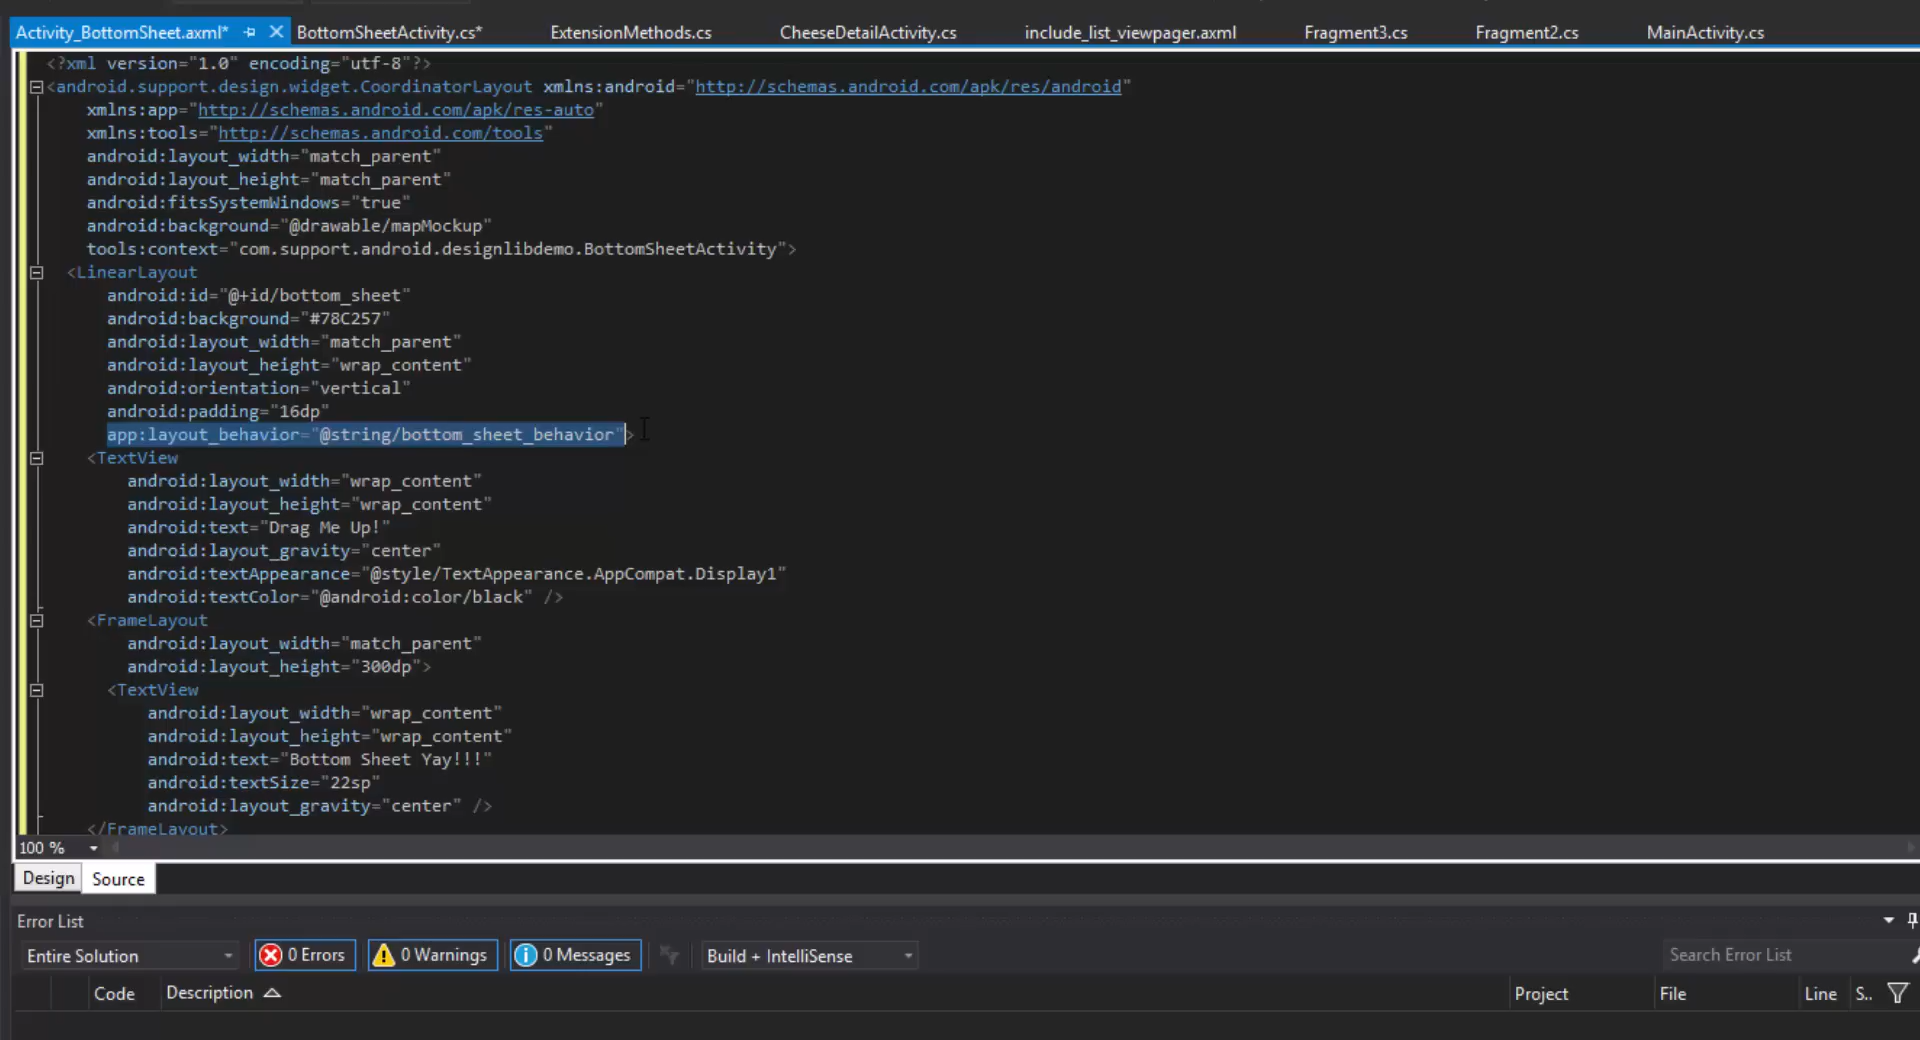 Activity_BottomSheet.axml* BottomSheetActivity.cs* ExtensionMethods.cs CheeseDetailActivity.cs include_list_viewpager.axml Fragment3.cs Fragment2.cs MainActivity.cs
<?xml version="1.0" encoding="utf-8"?>
<android.support.design.widget.CoordinatorLayout xmlns:android="http://schemas.android.com/apk/res/android"
xmlns:app="http://schemas.android.com/apk/res-auto"
xmlns:tools="http://schemas.android.com/tools"
android:layout_width="match_parent"
android:layout_height="match_parent"
android:fitsSystemWindows="true"
android:background="@drawable/mapMockup"
tools:context="com.support.android.designlibdemo.BottomSheetActivity">
<LinearLayout
android:id="@+id/bottom_sheet"
android:background="#78C257"
android:layout_width="match_parent"
android:layout_height="wrap_content"
android:orientation="vertical"
android:padding="16dp"
app:layout_behavior="@string/bottom_sheet_behavior">
<TextView
android:layout_width="wrap_content"
android:layout_height="wrap_content"
android:text="Drag Me Up!"
android:layout_gravity="center"
android:textAppearance="@style/TextAppearance.AppCompat.Display1"
android:textColor="@android:color/black" />
<FrameLayout
android:layout_width="match_parent"
android:layout_height="300dp">
<TextView
android:layout_width="wrap_content"
android:layout_height="wrap_content"
android:text="Bottom Sheet Yay!!!"
android:textSize="22sp"
android:layout_gravity="center" />
</FrameLayout>
100 %
Design Source
Error List
Entire Solution 0 Errors 0 Warnings 0 Messages Build + IntelliSense Search Error List
Code Description Project File Line S..